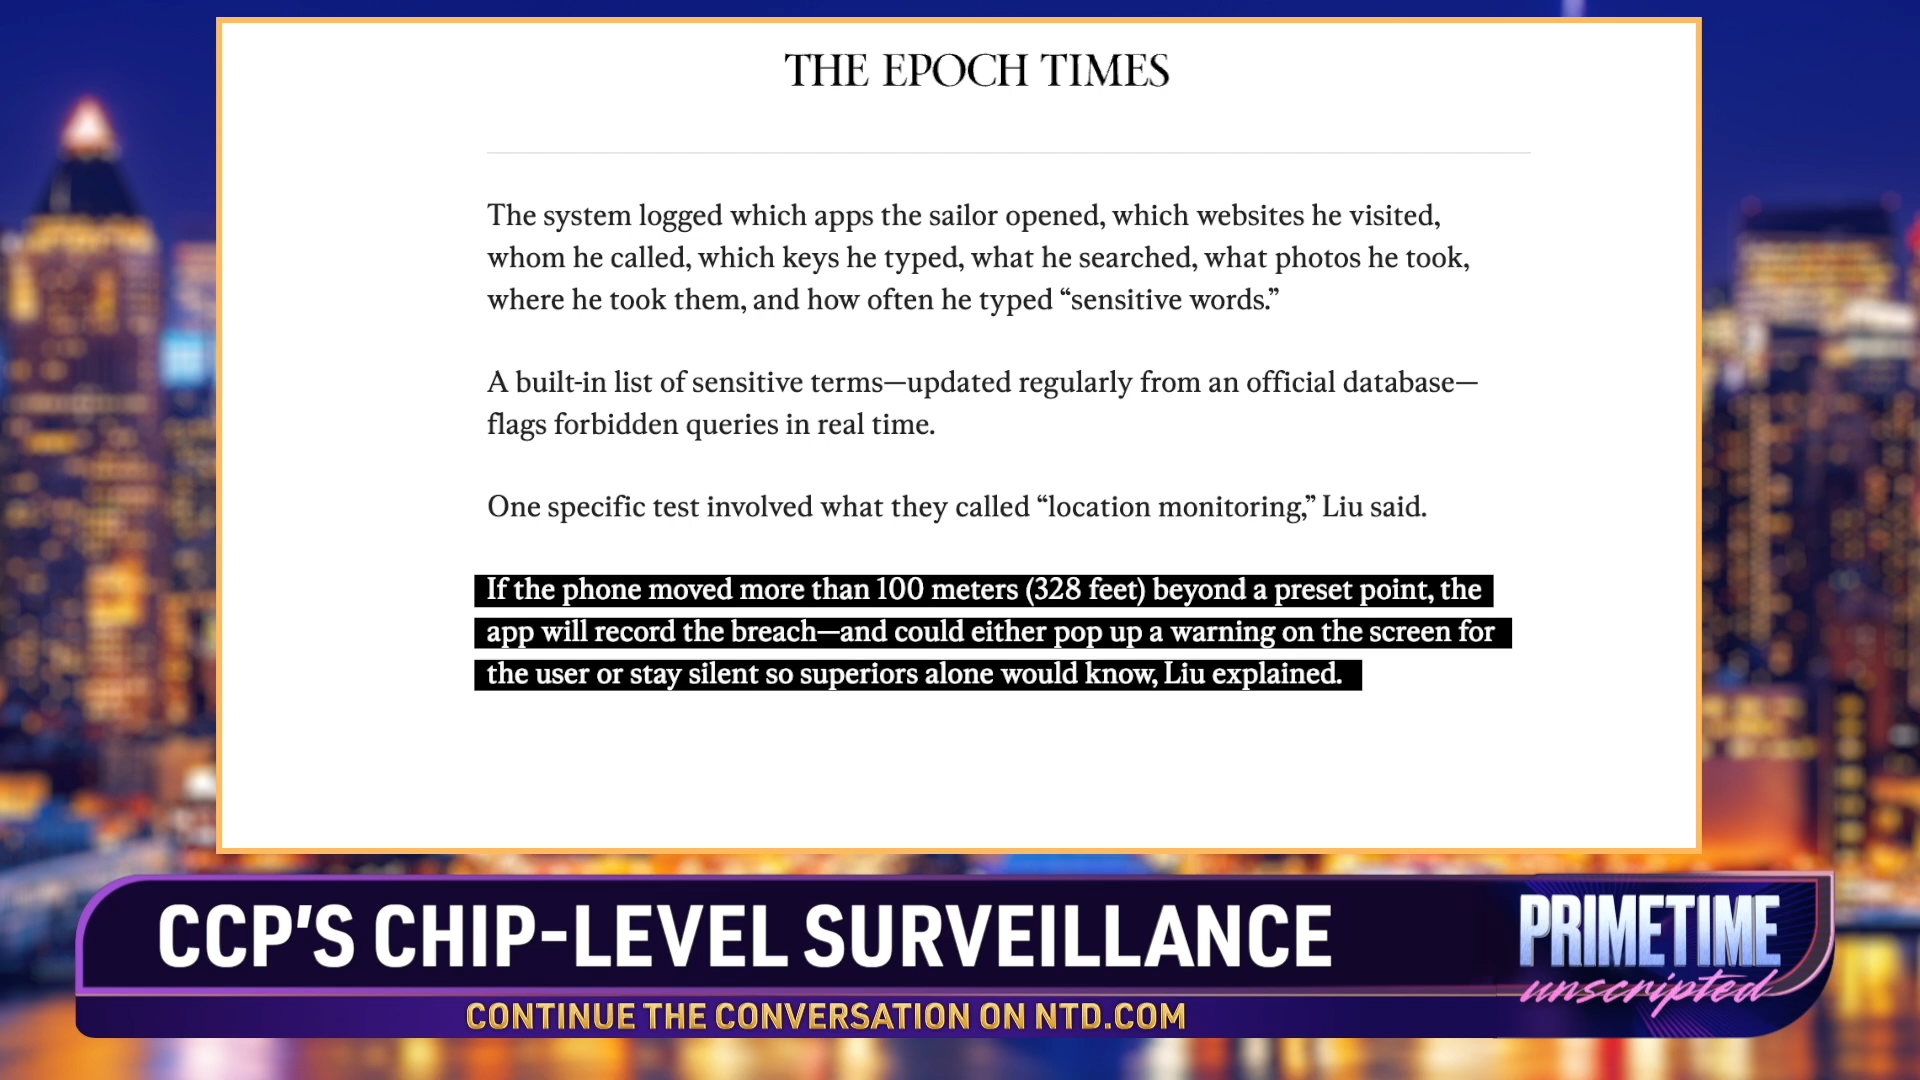 THE EPOCH TIMES
The system logged which apps the sailor opened, which websites he visited,
whom he called, which keys he typed, what he searched, what photos he took,
where he took them, and how often he typed “sensitive words.”
A built-in list of sensitive terms—updated regularly from an official database—
flags forbidden queries in real time.
One specific test involved what they called “location monitoring,” Liu said.
If the phone moved more than 100 meters (328 feet) beyond a preset point, the
app will record the breach—and could either pop up a warning on the screen for
the user or stay silent so superiors alone would know, Liu explained.
CCP'S CHIP-LEVEL SURVEILLANCE
PRIMETIME
unscripted
CONTINUE THE CONVERSATION ON NTD.COM